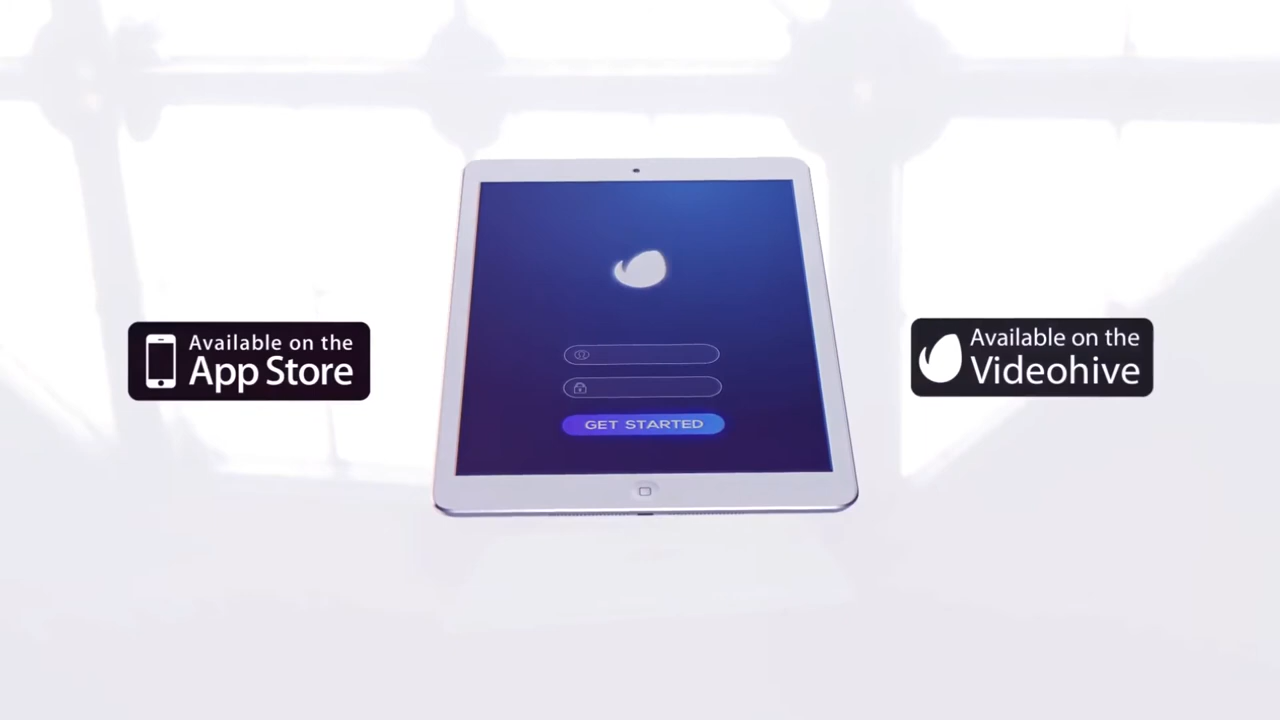 Available on the
App Store
GET STARTED
Available on the
Videohive